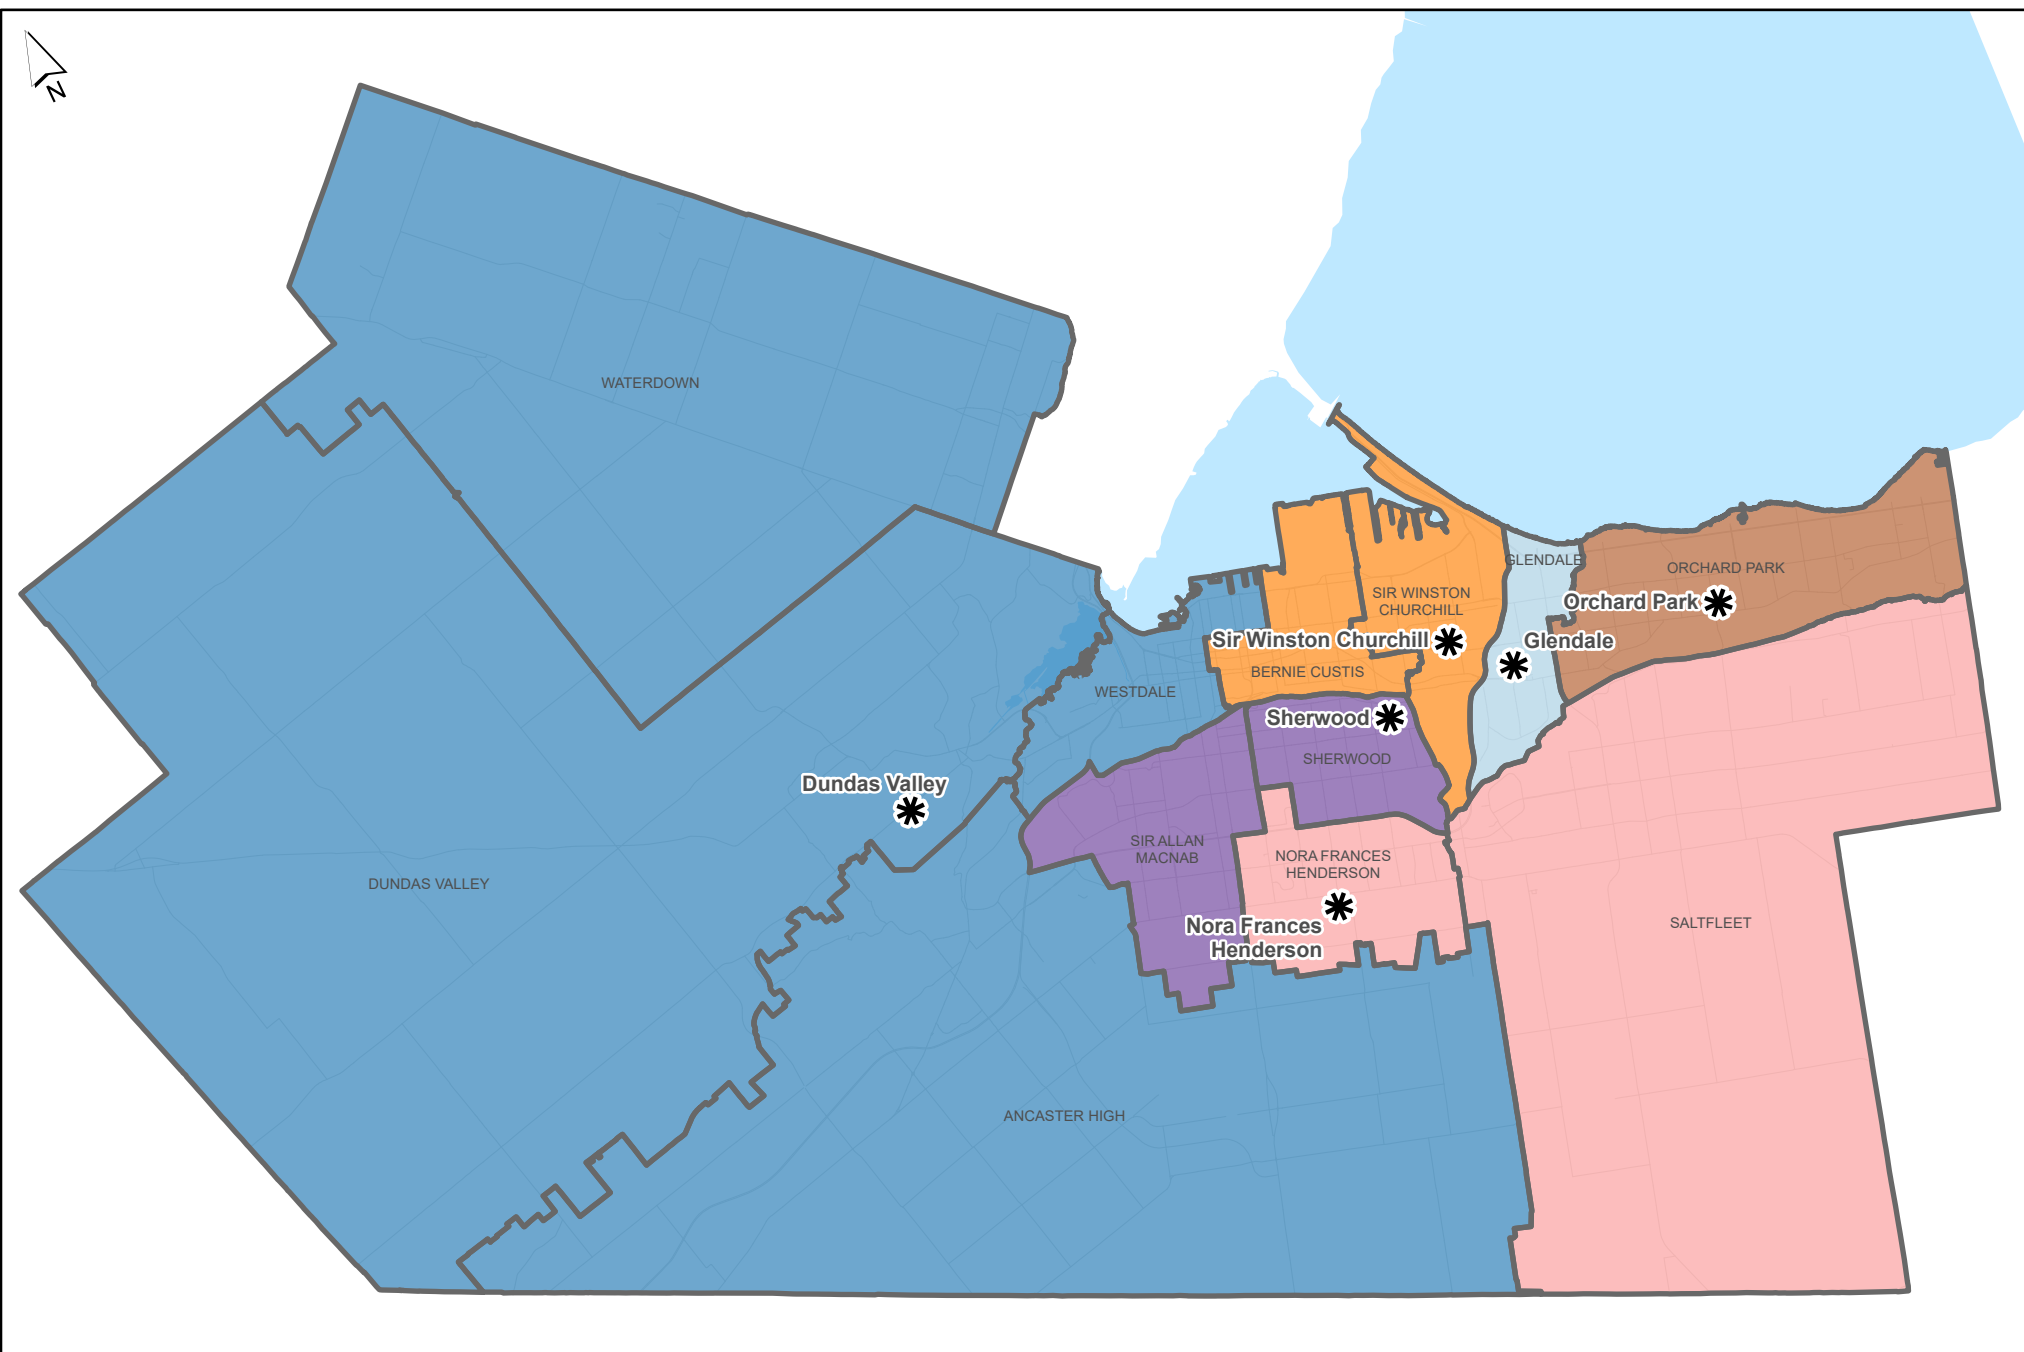 N
WATERDOWN
GLENDALE
ORCHARD PARK
SIR WINSTON
CHURCHILL
Orchard Park
Sir Winston Churchill
Glendale
BERNIE CUSTIS
WESTDALE
Sherwood
SHERWOOD
Dundas Valley
SIR ALLAN
MACNAB
NORA FRANCES
HENDERSON
DUNDAS VALLEY
Nora Frances
Henderson
SALTFLEET
ANCASTER HIGH